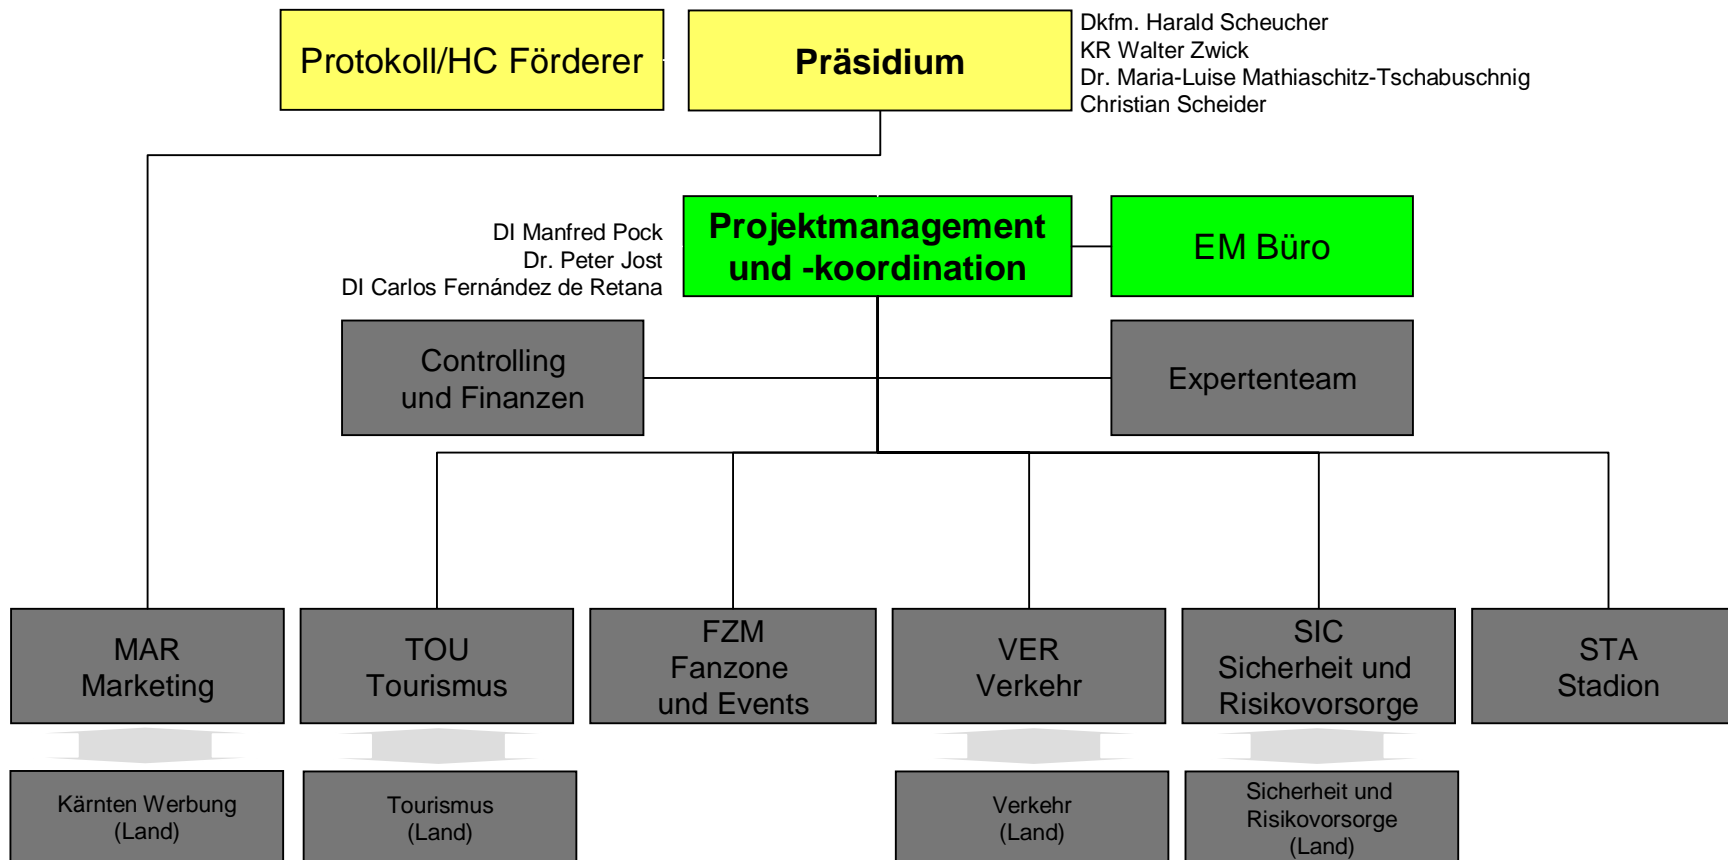 Protokoll/HC Förderer
Präsidium
Dkfm. Harald Scheucher
KR Walter Zwick
Dr. Maria-Luise Mathiaschitz-Tschabuschnig
Christian Scheider
DI Manfred Pock
Dr. Peter Jost
DI Carlos Fernández de Retana
Projektmanagement
und -koordination
EM Büro
Controlling
und Finanzen
Expertenteam
MAR
Marketing
TOU
Tourismus
FZM
Fanzone
und Events
VER
Verkehr
SIC
Sicherheit und
Risikovorsorge
STA
Stadion
Kärnten Werbung
(Land)
Tourismus
(Land)
Verkehr
(Land)
Sicherheit und
Risikovorsorge
(Land)